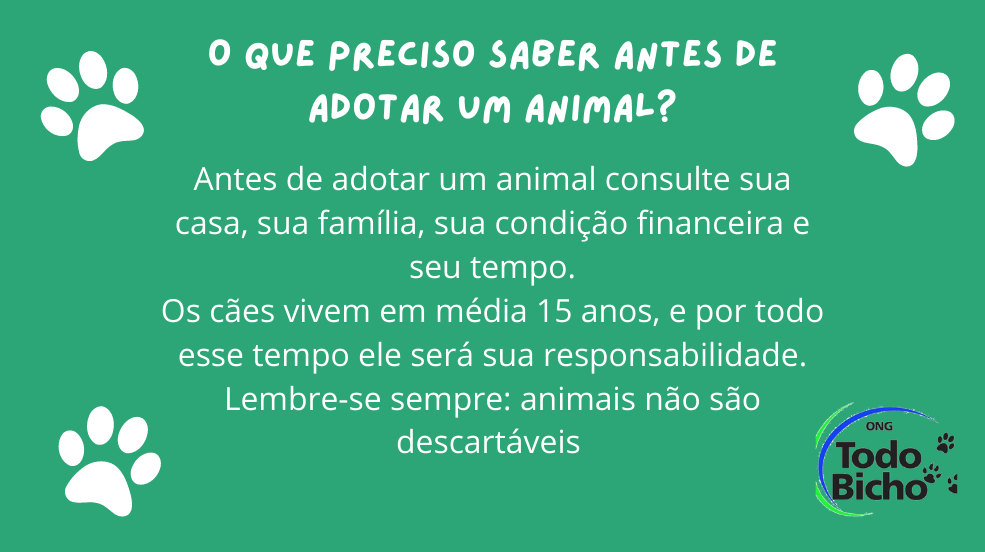 O QUE PRECISO SABER ANTES DE
ADOTAR UM ANIMAL?
Antes de adotar um animal consulte sua
casa, sua família, sua condição financeira e
seu tempo.
Os cães vivem em média 15 anos, e por todo
esse tempo ele será sua responsabilidade.
Lembre-se sempre: animais não são
descartáveis
ONG
Todo
Bicho